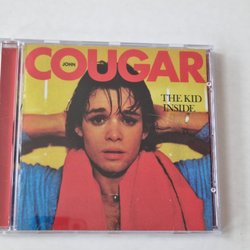 JOHN
COUGAR
THE KID
INSIDE